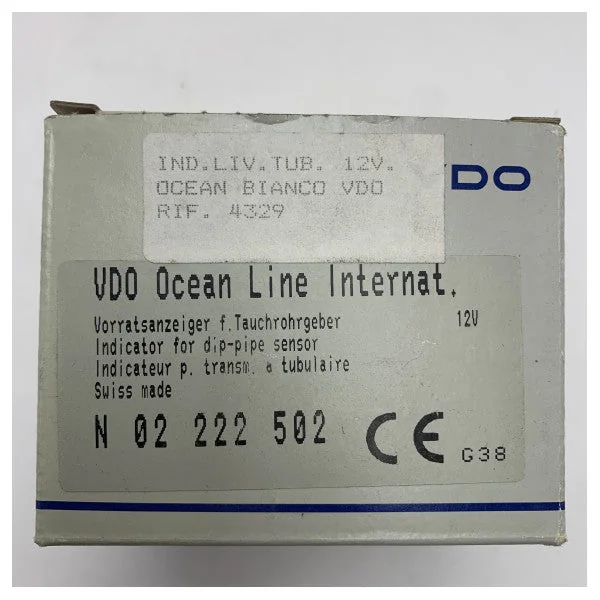 IND.LIV.TUB. 12V.
OCEAN BIANCO VDO
RIF. 4329
DO
VDO Ocean Line Internat.
Vorratsanzeiger f.Tauchrohrgeber 12V
Indicator for dip-pipe sensor
Indicateur p. transm. a tubulaire
Swiss made
N 02 222 502 CE G38